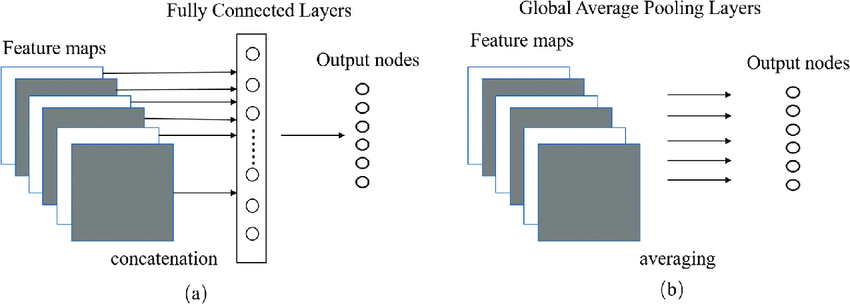 Fully Connected Layers
Feature maps
Output nodes
concatenation
(a)
Global Average Pooling Layers
Feature maps
Output nodes
averaging
(b)